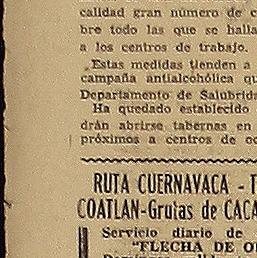 calidad gran número de c
bre todo las que se halla
a los centros de trabajo.
Estas medidas tienden a
campaña antialcohólica qu
Departamento de Salubrida
Ha quedado establecido
drán abrirse tabernas en
próximos a centros de
RUTA CUERNAVACA - T
COATLAN-Grutas de CACA
Servicio diario de
"FLECHA DE O